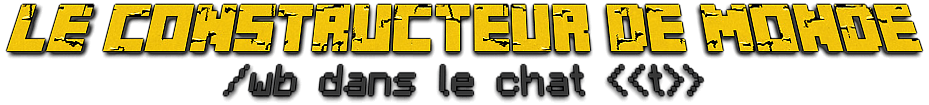 LE CONSTRUCTEUR DE MONDE
/wb dans le chat <<t>>